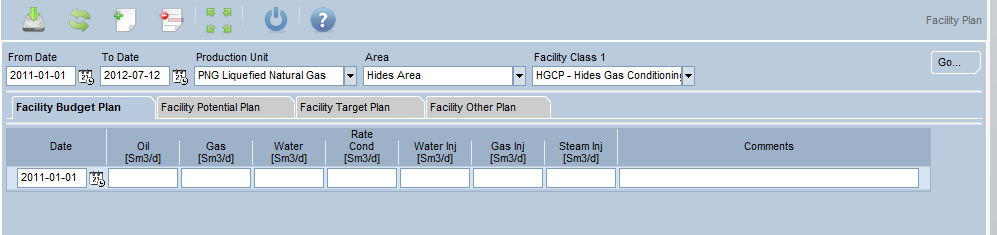 Facility Plan
From Date To Date Production Unit Area Facility Class 1
2011-01-01 2012-07-12 PNG Liquefied Natural Gas Hides Area HGCP - Hides Gas Conditioning Go...
Facility Budget Plan Facility Potential Plan Facility Target Plan Facility Other Plan
Rate
Date Oil Gas Water Cond Water Inj Gas Inj Steam Inj Comments
[Sm3/d] [Sm3/d] [Sm3/d] [Sm3/d] [Sm3/d] [Sm3/d] [Sm3/d]
2011-01-01